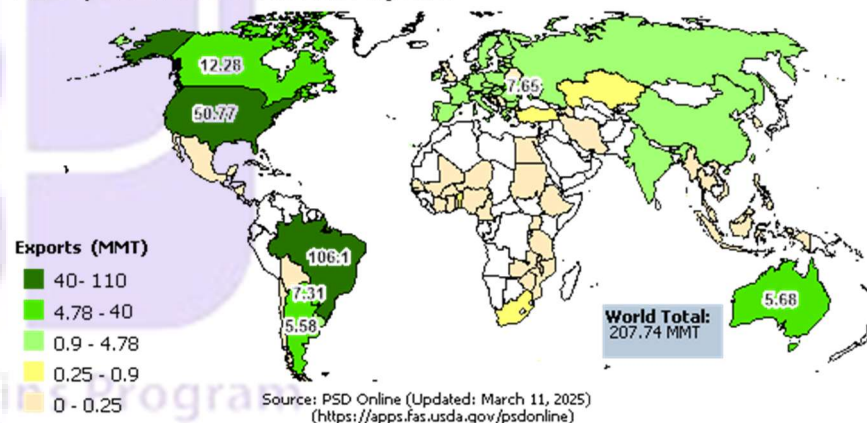 12.28
7.65
50.77
106.1
7.31
5.58
5.68
Exports (MMT)
40- 110
4.78 - 40
0.9 - 4.78
0.25 - 0.9
0 - 0.25
World Total:
207.74 MMT
ins Program
Source: PSD Online (Updated: March 11, 2025)
(https://apps.fas.usda.gov/psdonline)